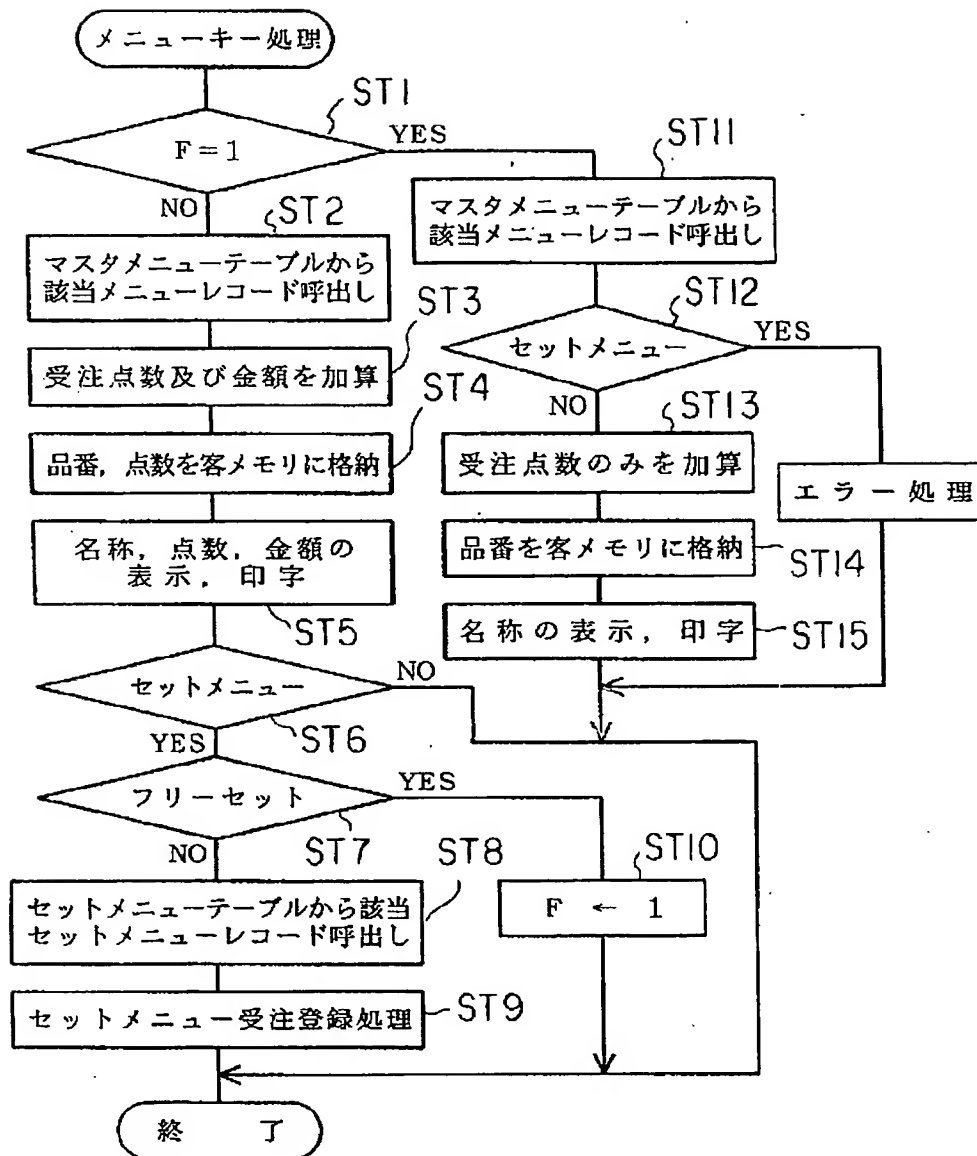 メニューキー処理
ST1
F=1
YES
NO
ST2
マスタメニューテーブルから
該当メニューレコード呼出し
ST3
受注点数及び金額を加算
ST4
品番,点数を客メモリに格納
名称,点数,金額の
表示,印字
ST5
セットメニュー
NO
ST6
YES
フリーセット
YES
ST7
NO
ST8
セットメニューテーブルから該当
セットメニューレコード呼出し
セットメニュー受注登録処理
ST9
ST10
F ← 1
終 了
ST11
マスタメニューテーブルから
該当メニューレコード呼出し
ST12
セットメニュー
YES
NO
ST13
受注点数のみを加算
エラー処理
品番を客メモリに格納
ST14
名称の表示,印字
ST15